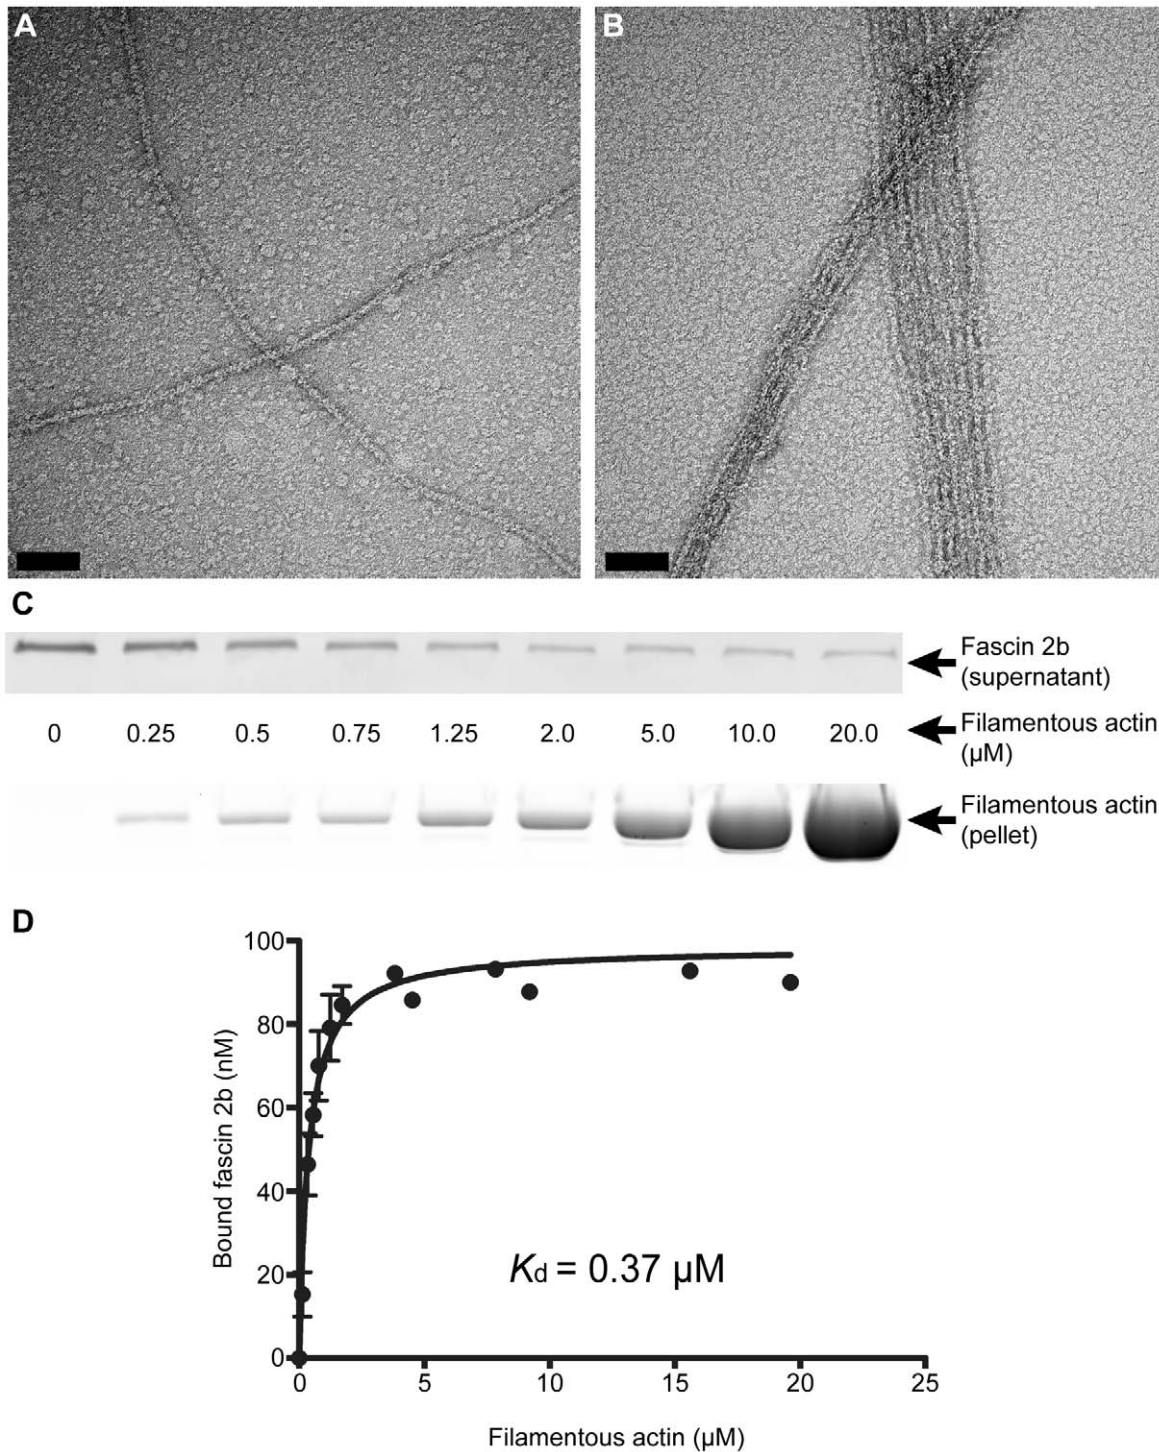 A
B
C
Fascin 2b
(supernatant)
0 0.25 0.5 0.75 1.25 2.0 5.0 10.0 20.0
Filamentous actin
(µM)
Filamentous actin
(pellet)
D
100
80
60
40
20
0
Bound fascin 2b (nM)
Kd = 0.37 µM
0 5 10 15 20 25
Filamentous actin (µM)